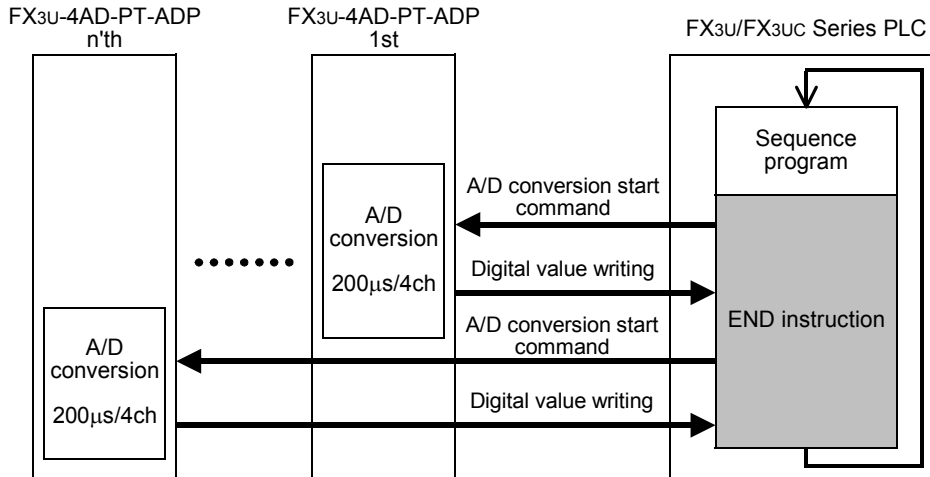 FX3U-4AD-PT-ADP
n'th
FX3U-4AD-PT-ADP
1st
FX3U/FX3UC Series PLC
Sequence
program
A/D conversion start
command
A/D
conversion
200μs/4ch
Digital value writing
END instruction
A/D conversion start
command
A/D
conversion
200μs/4ch
Digital value writing